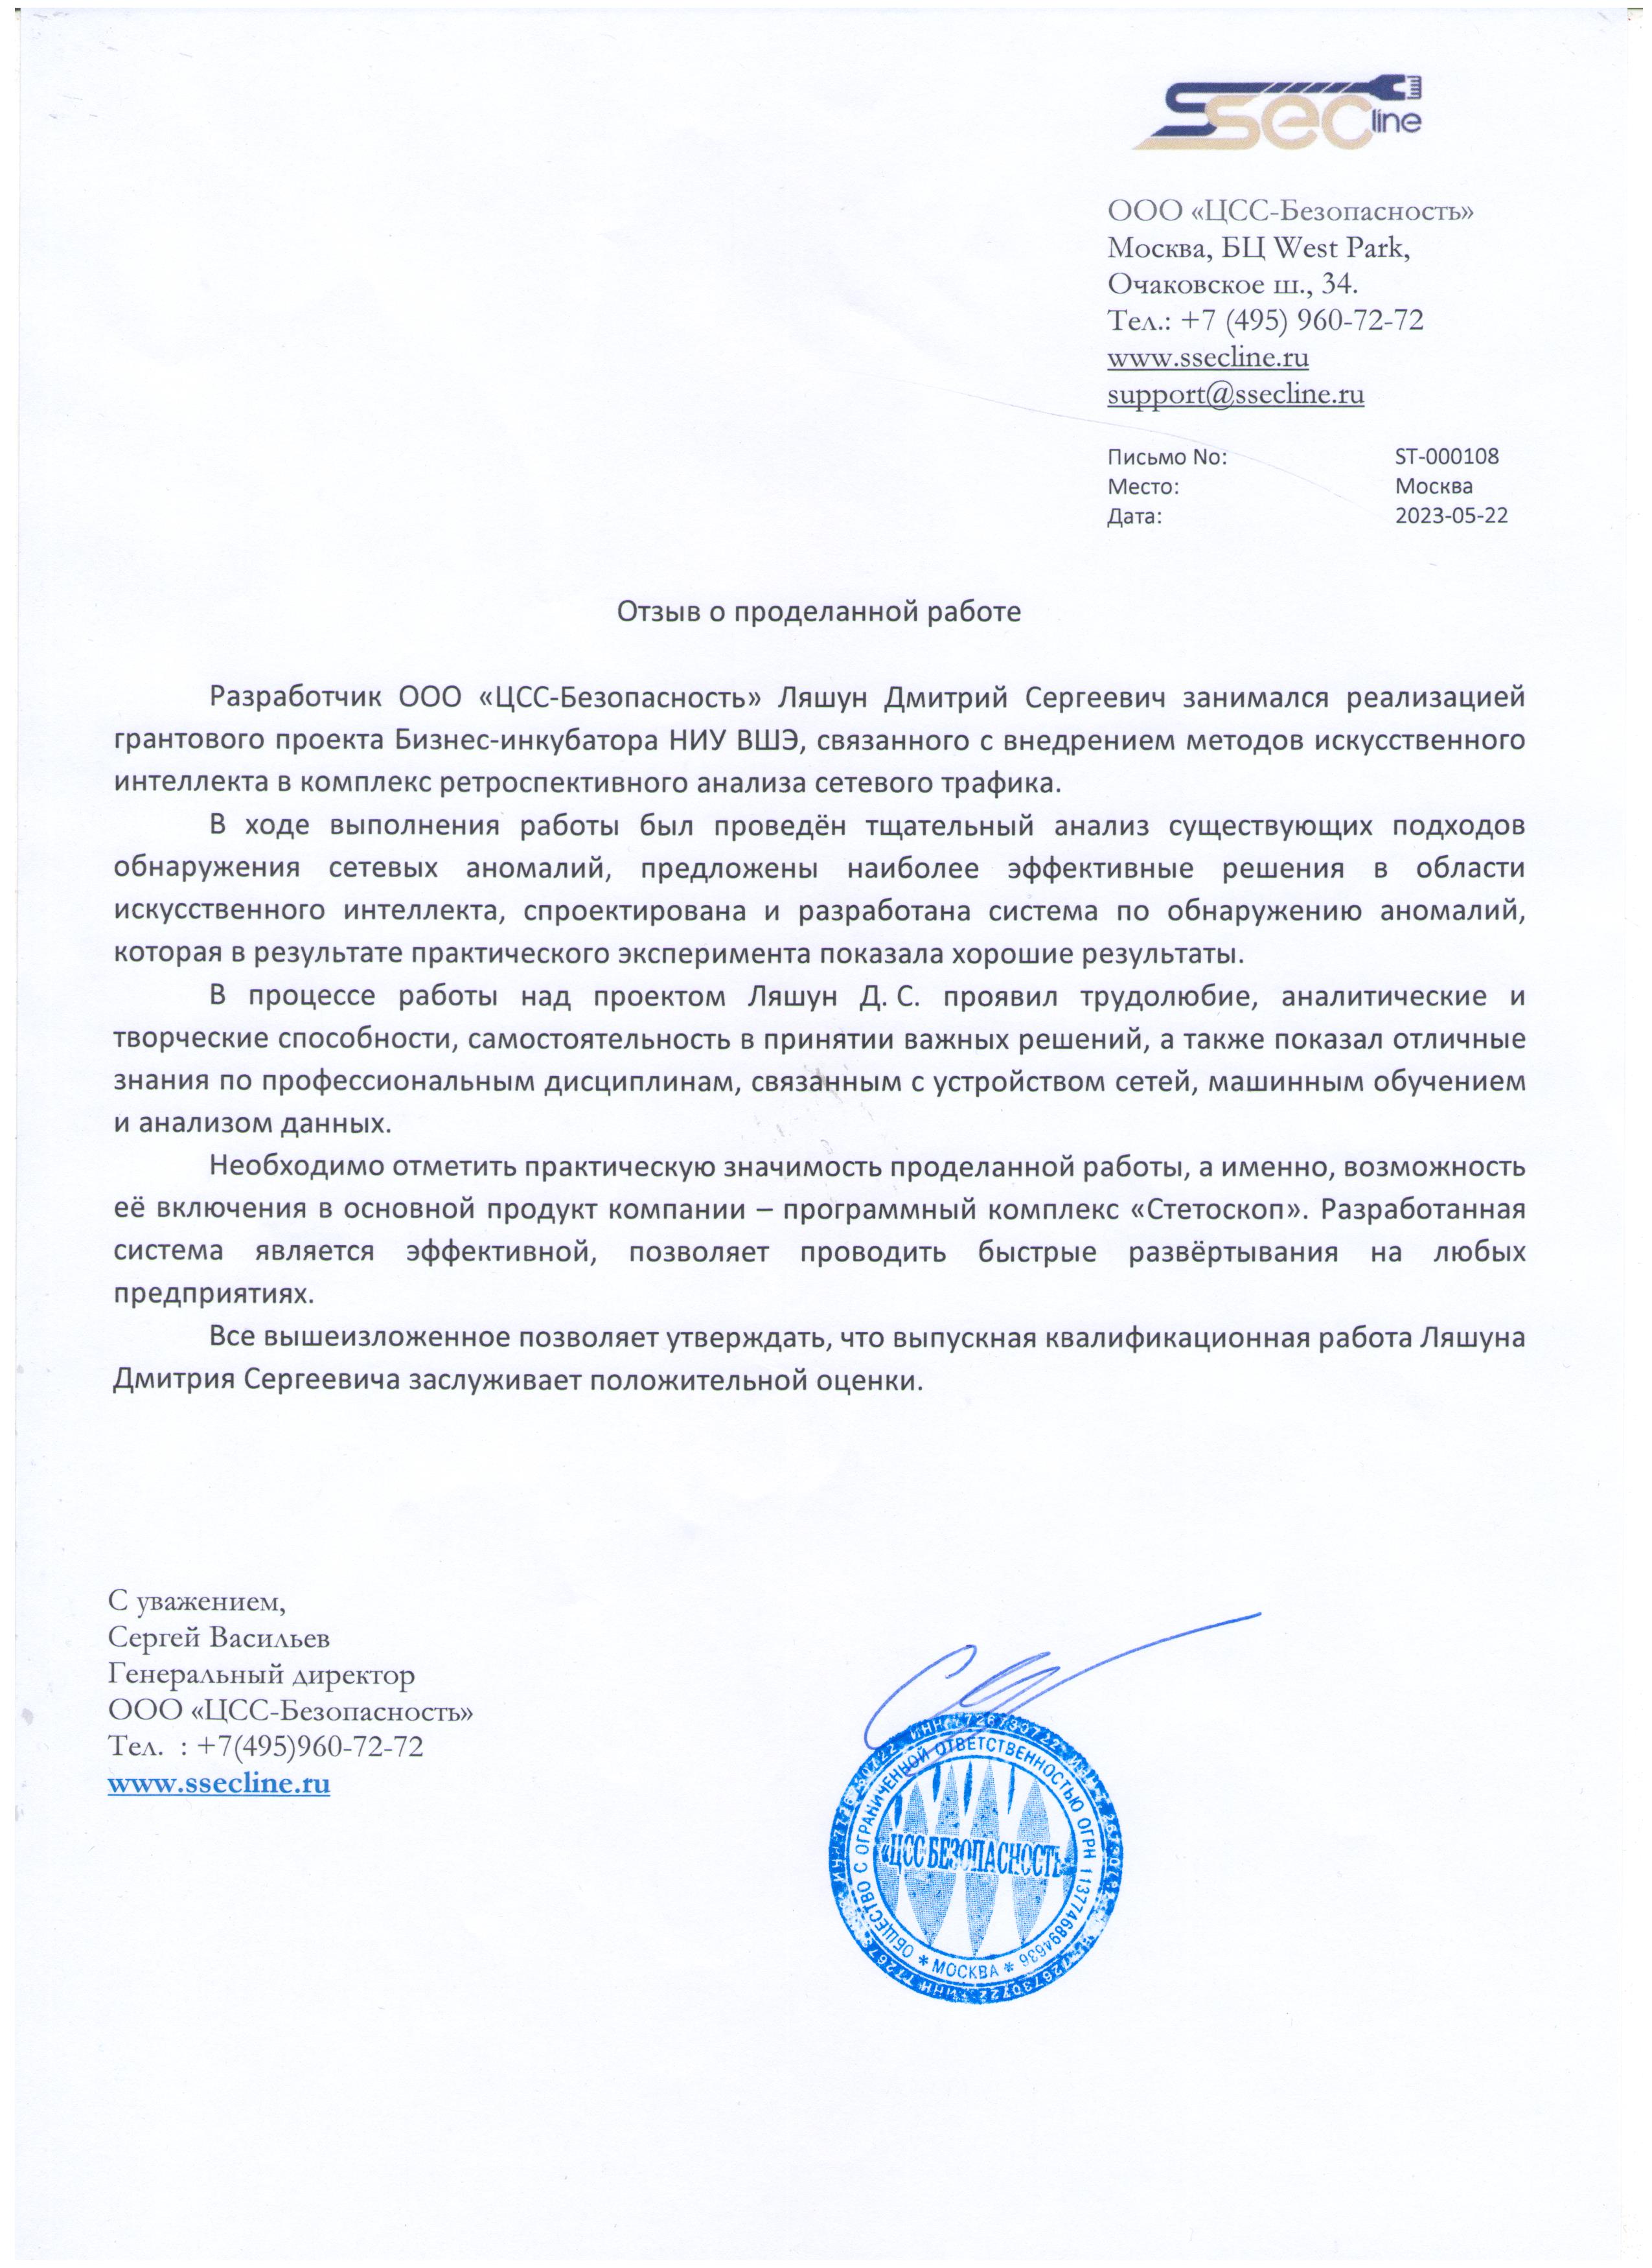 Ssec line
ООО «ЦСС-Безопасность»
Москва, БЦ West Park,
Очаковское ш., 34.
Тел.: +7 (495) 960-72-72
www.ssecline.ru
support@ssecline.ru
Письмо No: ST-000108
Место: Москва
Дата: 2023-05-22
Отзыв о проделанной работе
Разработчик ООО «ЦСС-Безопасность» Ляшун Дмитрий Сергеевич занимался реализацией
грантового проекта Бизнес-инкубатора НИУ ВШЭ, связанного с внедрением методов искусственного
интеллекта в комплекс ретроспективного анализа сетевого трафика.
В ходе выполнения работы был проведён тщательный анализ существующих подходов
обнаружения сетевых аномалий, предложены наиболее эффективные решения в области
искусственного интеллекта, спроектирована и разработана система по обнаружению аномалий,
которая в результате практического эксперимента показала хорошие результаты.
В процессе работы над проектом Ляшун Д. С. проявил трудолюбие, аналитические и
творческие способности, самостоятельность в принятии важных решений, а также показал отличные
знания по профессиональным дисциплинам, связанным с устройством сетей, машинным обучением
и анализом данных.
Необходимо отметить практическую значимость проделанной работы, а именно, возможность
её включения в основной продукт компании – программный комплекс «Стетоскоп». Разработанная
система является эффективной, позволяет проводить быстрые развёртывания на любых
предприятиях.
Все вышеизложенное позволяет утверждать, что выпускная квалификационная работа Ляшуна
Дмитрия Сергеевича заслуживает положительной оценки.
С уважением,
Сергей Васильев
Генеральный директор
ООО «ЦСС-Безопасность»
Тел. : +7(495)960-72-72
www.ssecline.ru
ОБЩЕСТВО С ОГРАНИЧЕННОЙ ОТВЕТСТВЕННОСТЬЮ ОГРН 1137746894636
«ЦСС БЕЗОПАСНОСТЬ»
* МОСКВА *